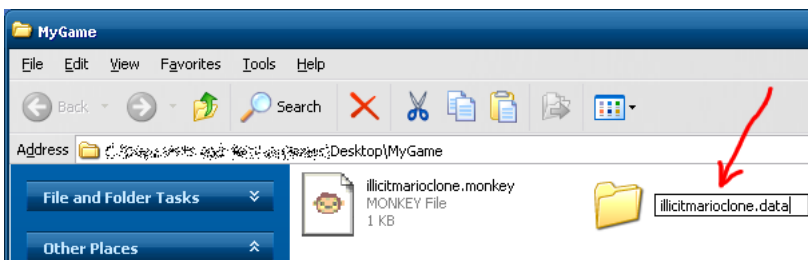 MyGame
File Edit View Favorites Tools Help
Back Search
Address Desktop\MyGame
File and Folder Tasks
illicitmarioclone.monkey
MONKEY File
1 KB
illicitmarioclone.data
Other Places